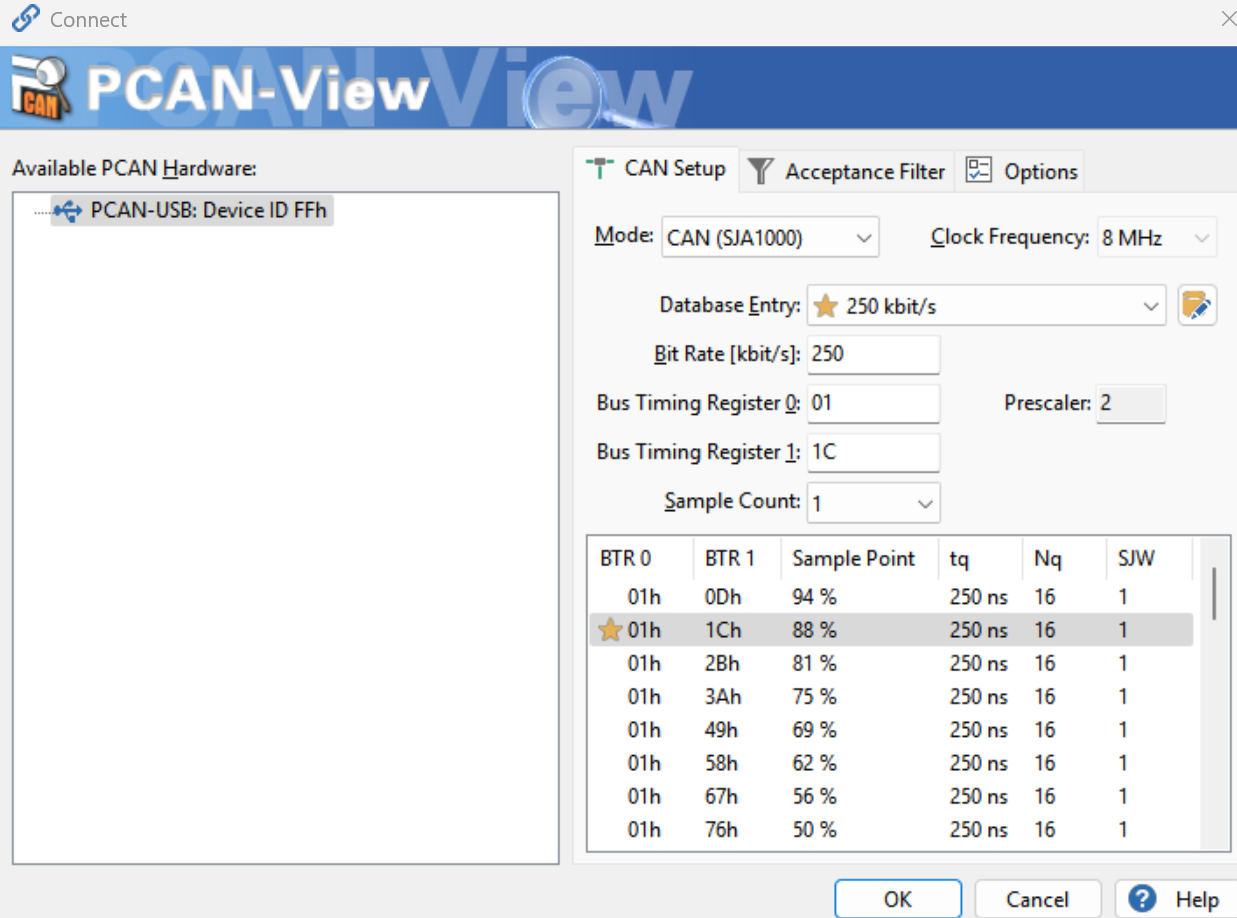 Connect
PCAN-View
Available PCAN Hardware:
PCAN-USB: Device ID FFh
CAN Setup Acceptance Filter Options
Mode: CAN (SJA1000) Clock Frequency: 8 MHz
Database Entry: 250 kbit/s
Bit Rate [kbit/s]: 250
Bus Timing Register 0: 01 Prescaler: 2
Bus Timing Register 1: 1C
Sample Count: 1
BTR 0 BTR 1 Sample Point tq Nq SJW
01h 0Dh 94 % 250 ns 16 1
01h 1Ch 88 % 250 ns 16 1
01h 2Bh 81 % 250 ns 16 1
01h 3Ah 75 % 250 ns 16 1
01h 49h 69 % 250 ns 16 1
01h 58h 62 % 250 ns 16 1
01h 67h 56 % 250 ns 16 1
01h 76h 50 % 250 ns 16 1
OK Cancel Help